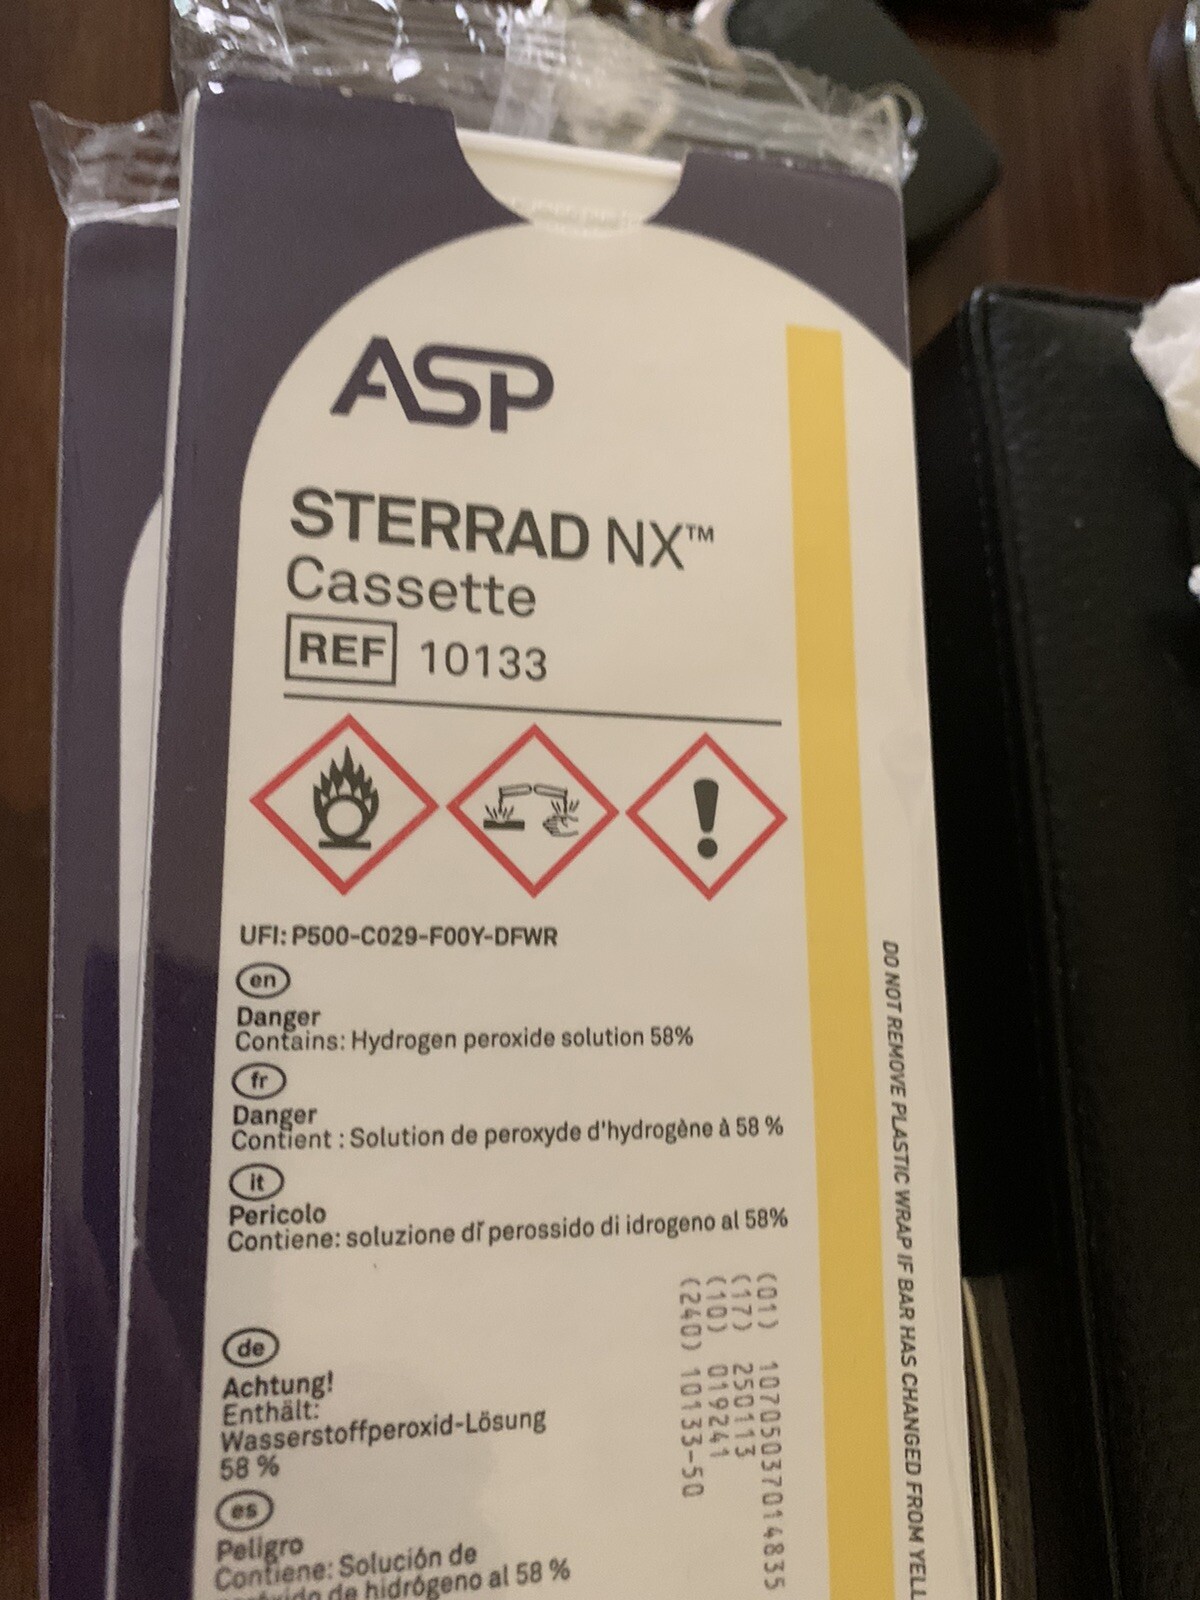 ASP
STERRAD NX™
Cassette
REF 10133
UFI: P500-C029-F00Y-DFWR
en
Danger
Contains: Hydrogen peroxide solution 58%
fr
Danger
Contient : Solution de peroxyde d'hydrogène à 58 %
it
Pericolo
Contiene: soluzione di perossido di idrogeno al 58%
de
Achtung!
Enthält:
Wasserstoffperoxid-Lösung
58 %
es
Peligro
Contiene: Solución de
de hidrógeno al 58 %
(01) 10705037014835
(17) 250113
(10) 019241
(240) 10133-50
DO NOT REMOVE PLASTIC WRAP IF BAR HAS CHANGED FROM YELL